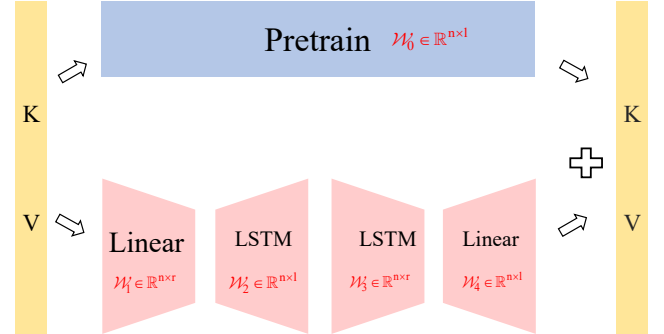 Pretrain 𝒲₀ ∈ ℝⁿˣˡ
K
V
Linear
𝒲₁ ∈ ℝⁿˣʳ
LSTM
𝒲₂ ∈ ℝⁿˣˡ
LSTM
𝒲₃ ∈ ℝⁿˣʳ
Linear
𝒲₄ ∈ ℝⁿˣˡ
K
V